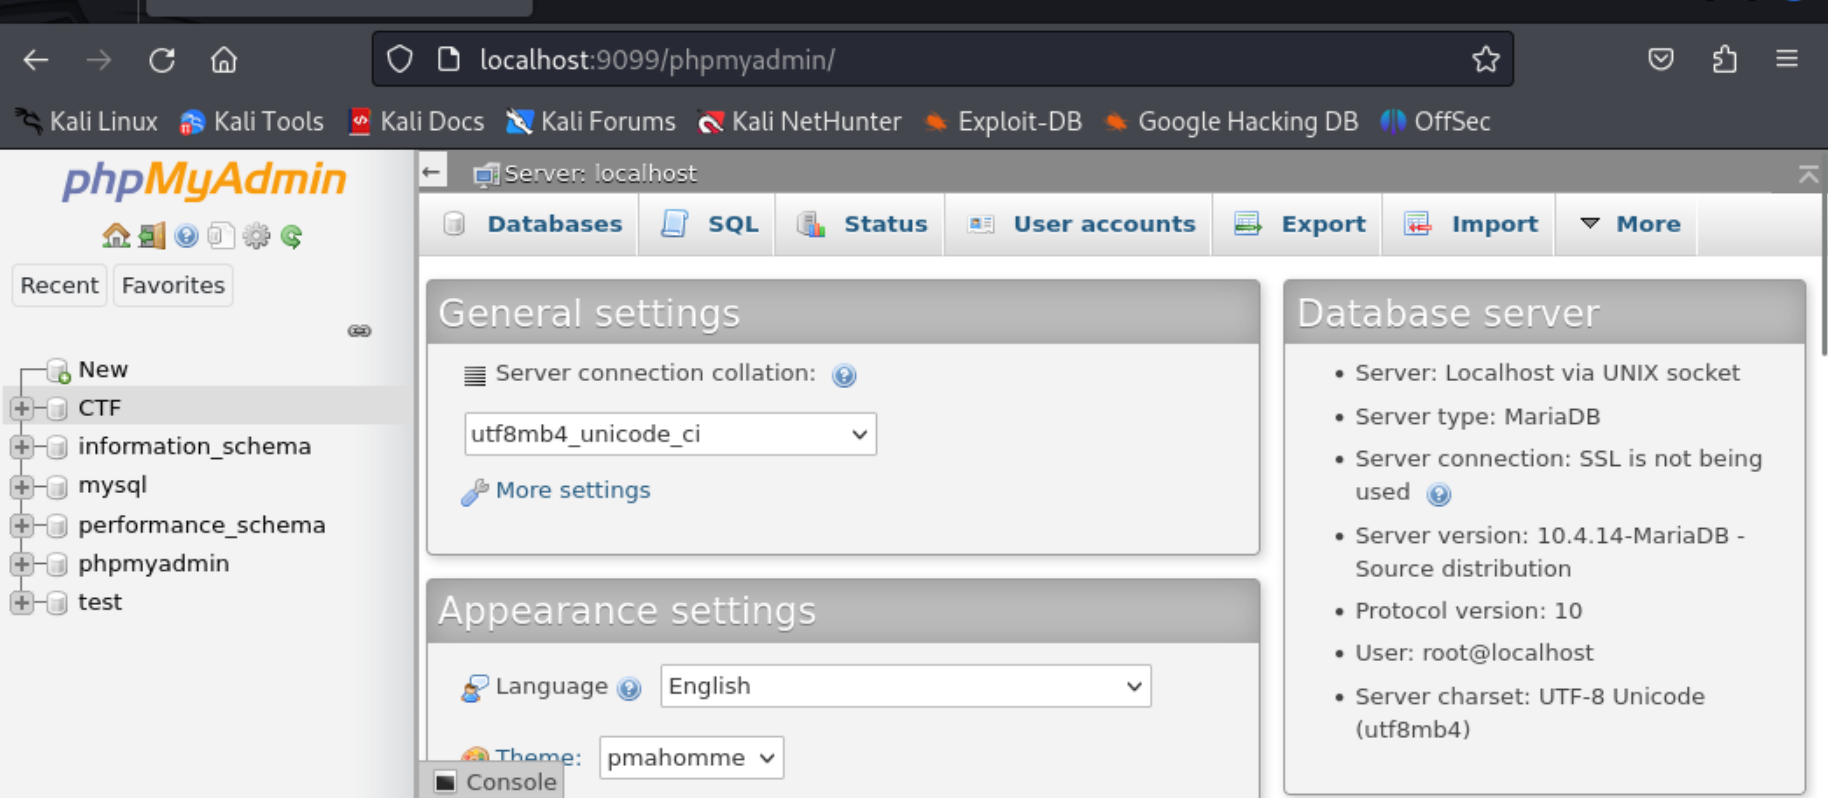 localhost:9099/phpmyadmin/
Kali Linux Kali Tools Kali Docs Kali Forums Kali NetHunter Exploit-DB Google Hacking DB OffSec
phpMyAdmin
Recent Favorites
New
CTF
information_schema
mysql
performance_schema
phpmyadmin
test
Server: localhost
Databases SQL Status User accounts Export Import More
General settings
Server connection collation:
utf8mb4_unicode_ci
More settings
Appearance settings
Language English
Theme: pmahomme
Console
Database server
Server: Localhost via UNIX socket
Server type: MariaDB
Server connection: SSL is not being
used
Server version: 10.4.14-MariaDB -
Source distribution
Protocol version: 10
User: root@localhost
Server charset: UTF-8 Unicode
(utf8mb4)